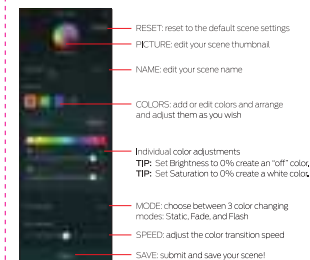 RESET: reset to the default scene settings
PICTURE: edit your scene thumbnail
NAME: edit your scene name
COLORS: add or edit colors and arrange
and adjust them as you wish
Individual color adjustments
TIP: Set Brightness to 0% create an "off" color.
TIP: Set Saturation to 0% create a white color.
MODE: choose between 3 color changing
modes: Static, Fade, and Flash
SPEED: adjust the color transition speed
SAVE: submit and save your scene!